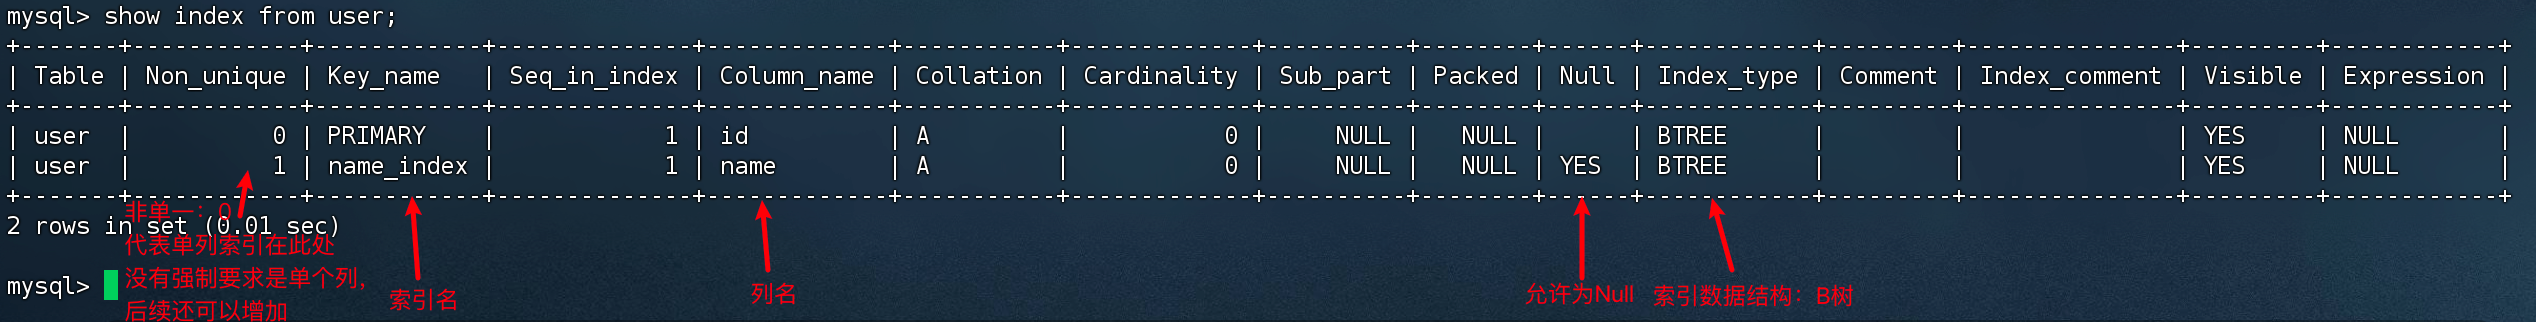 mysql> show index from user;
+-------+------------+------------+--------------+-------------+-----------+-------------+----------+--------+------+------------+---------+---------------+---------+------------+
| Table | Non_unique | Key_name   | Seq_in_index | Column_name | Collation | Cardinality | Sub_part | Packed | Null | Index_type | Comment | Index_comment | Visible | Expression |
+-------+------------+------------+--------------+-------------+-----------+-------------+----------+--------+------+------------+---------+---------------+---------+------------+
| user  |          0 | PRIMARY    |            1 | id          | A         |           0 |     NULL |   NULL |      | BTREE      |         |               | YES     | NULL       |
| user  |          1 | name_index |            1 | name        | A         |           0 |     NULL |   NULL | YES  | BTREE      |         |               | YES     | NULL       |
+-------+------------+------------+--------------+-------------+-----------+-------------+----------+--------+------+------------+---------+---------------+---------+------------+
非单一：0
2 rows in set (0.01 sec)
代表单列索引在此处
没有强制要求是单个列，
后续还可以增加
mysql>
索引名
列名
允许为Null
索引数据结构：B树